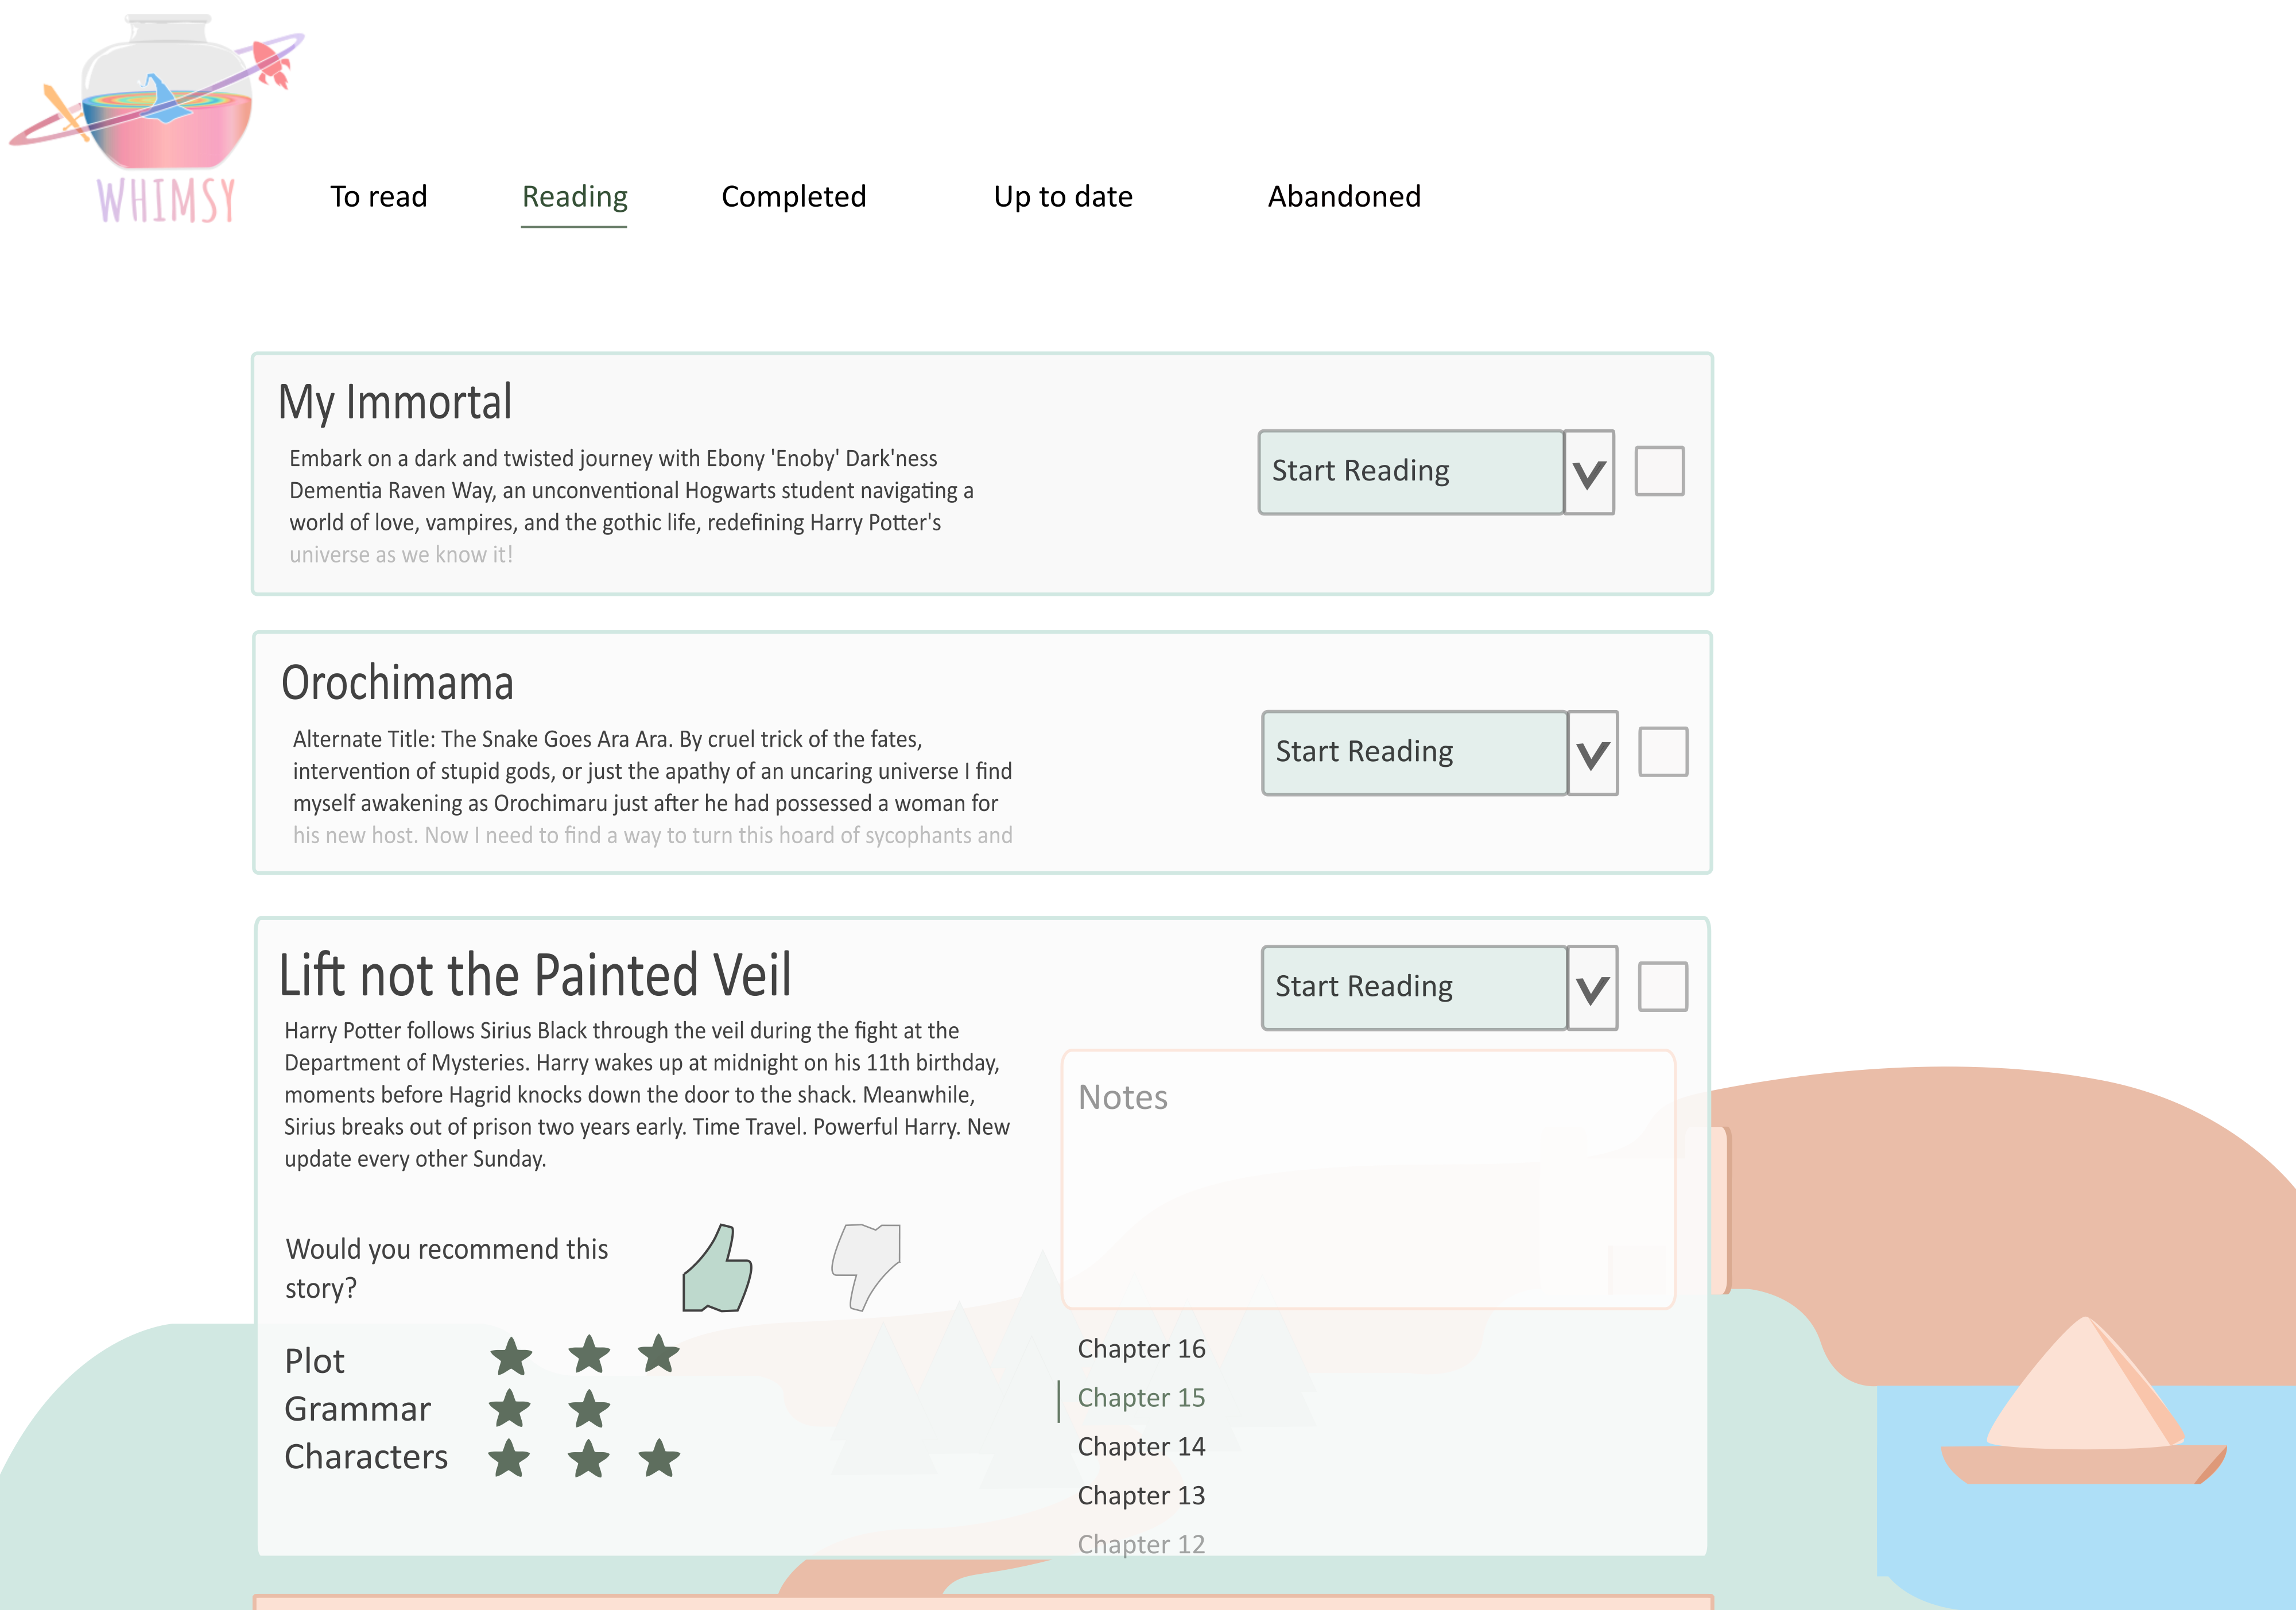 WHIMSY
To read
Reading
Completed
Up to date
Abandoned
My Immortal
Embark on a dark and twisted journey with Ebony 'Enoby' Dark'ness
Dementia Raven Way, an unconventional Hogwarts student navigating a
world of love, vampires, and the gothic life, redefining Harry Potter's
universe as we know it!
Start Reading
Orochimama
Alternate Title: The Snake Goes Ara Ara. By cruel trick of the fates,
intervention of stupid gods, or just the apathy of an uncaring universe I find
myself awakening as Orochimaru just after he had possessed a woman for
his new host. Now I need to find a way to turn this hoard of sycophants and
Start Reading
Lift not the Painted Veil
Harry Potter follows Sirius Black through the veil during the fight at the
Department of Mysteries. Harry wakes up at midnight on his 11th birthday,
moments before Hagrid knocks down the door to the shack. Meanwhile,
Sirius breaks out of prison two years early. Time Travel. Powerful Harry. New
update every other Sunday.
Start Reading
Notes
Would you recommend this
story?
Plot
Grammar
Characters
Chapter 16
Chapter 15
Chapter 14
Chapter 13
Chapter 12